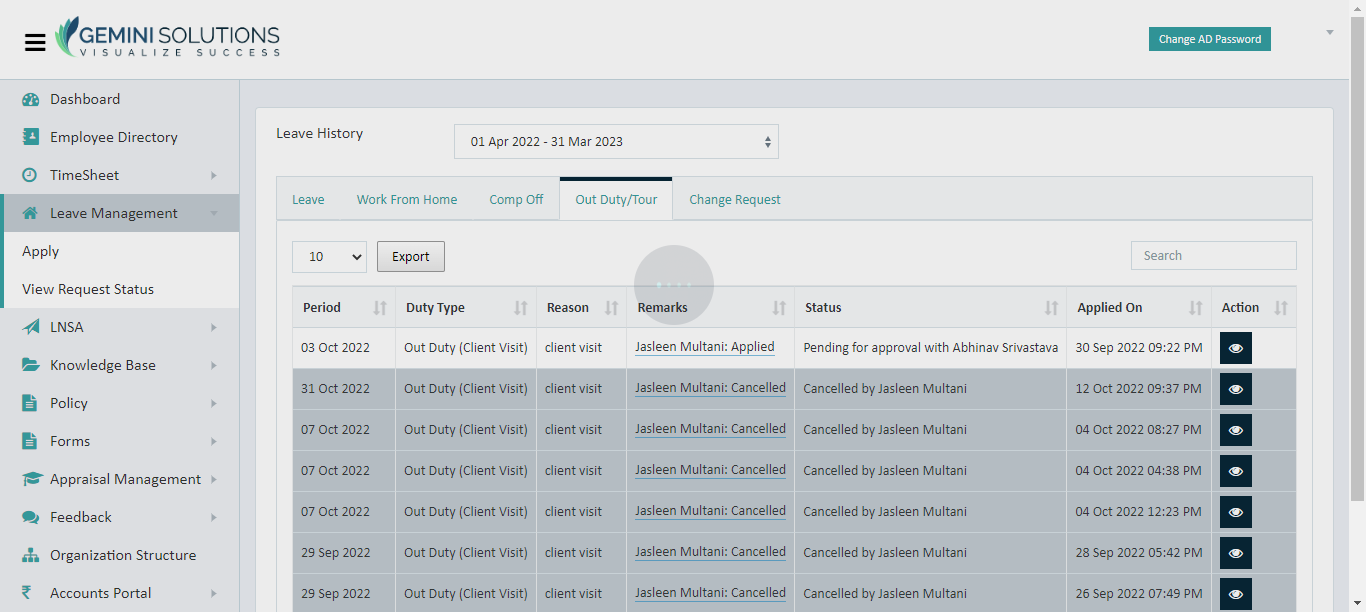 GEMINI SOLUTIONS
VISUALIZE SUCCESS
Change AD Password
Dashboard
Employee Directory
TimeSheet
Leave Management
Apply
View Request Status
LNSA
Knowledge Base
Policy
Forms
Appraisal Management
Feedback
Organization Structure
Accounts Portal
Leave History
01 Apr 2022 - 31 Mar 2023
Leave Work From Home Comp Off Out Duty/Tour Change Request
10 Export Search
Period Duty Type Reason Remarks Status Applied On Action
03 Oct 2022 Out Duty (Client Visit) client visit Jasleen Multani: Applied Pending for approval with Abhinav Srivastava 30 Sep 2022 09:22 PM
31 Oct 2022 Out Duty (Client Visit) client visit Jasleen Multani: Cancelled Cancelled by Jasleen Multani 12 Oct 2022 09:37 PM
07 Oct 2022 Out Duty (Client Visit) client visit Jasleen Multani: Cancelled Cancelled by Jasleen Multani 04 Oct 2022 08:27 PM
07 Oct 2022 Out Duty (Client Visit) client visit Jasleen Multani: Cancelled Cancelled by Jasleen Multani 04 Oct 2022 04:38 PM
07 Oct 2022 Out Duty (Client Visit) client visit Jasleen Multani: Cancelled Cancelled by Jasleen Multani 04 Oct 2022 12:23 PM
29 Sep 2022 Out Duty (Client Visit) client visit Jasleen Multani: Cancelled Cancelled by Jasleen Multani 28 Sep 2022 05:42 PM
29 Sep 2022 Out Duty (Client Visit) client visit Jasleen Multani: Cancelled Cancelled by Jasleen Multani 26 Sep 2022 07:49 PM